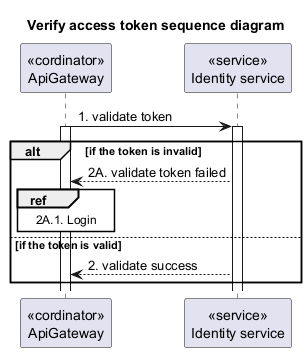 Verify access token sequence diagram
«cordinator»
ApiGateway
«service»
Identity service
1. validate token
alt
[if the token is invalid]
2A. validate token failed
ref
2A.1. Login
[if the token is valid]
2. validate success
«cordinator»
ApiGateway
«service»
Identity service